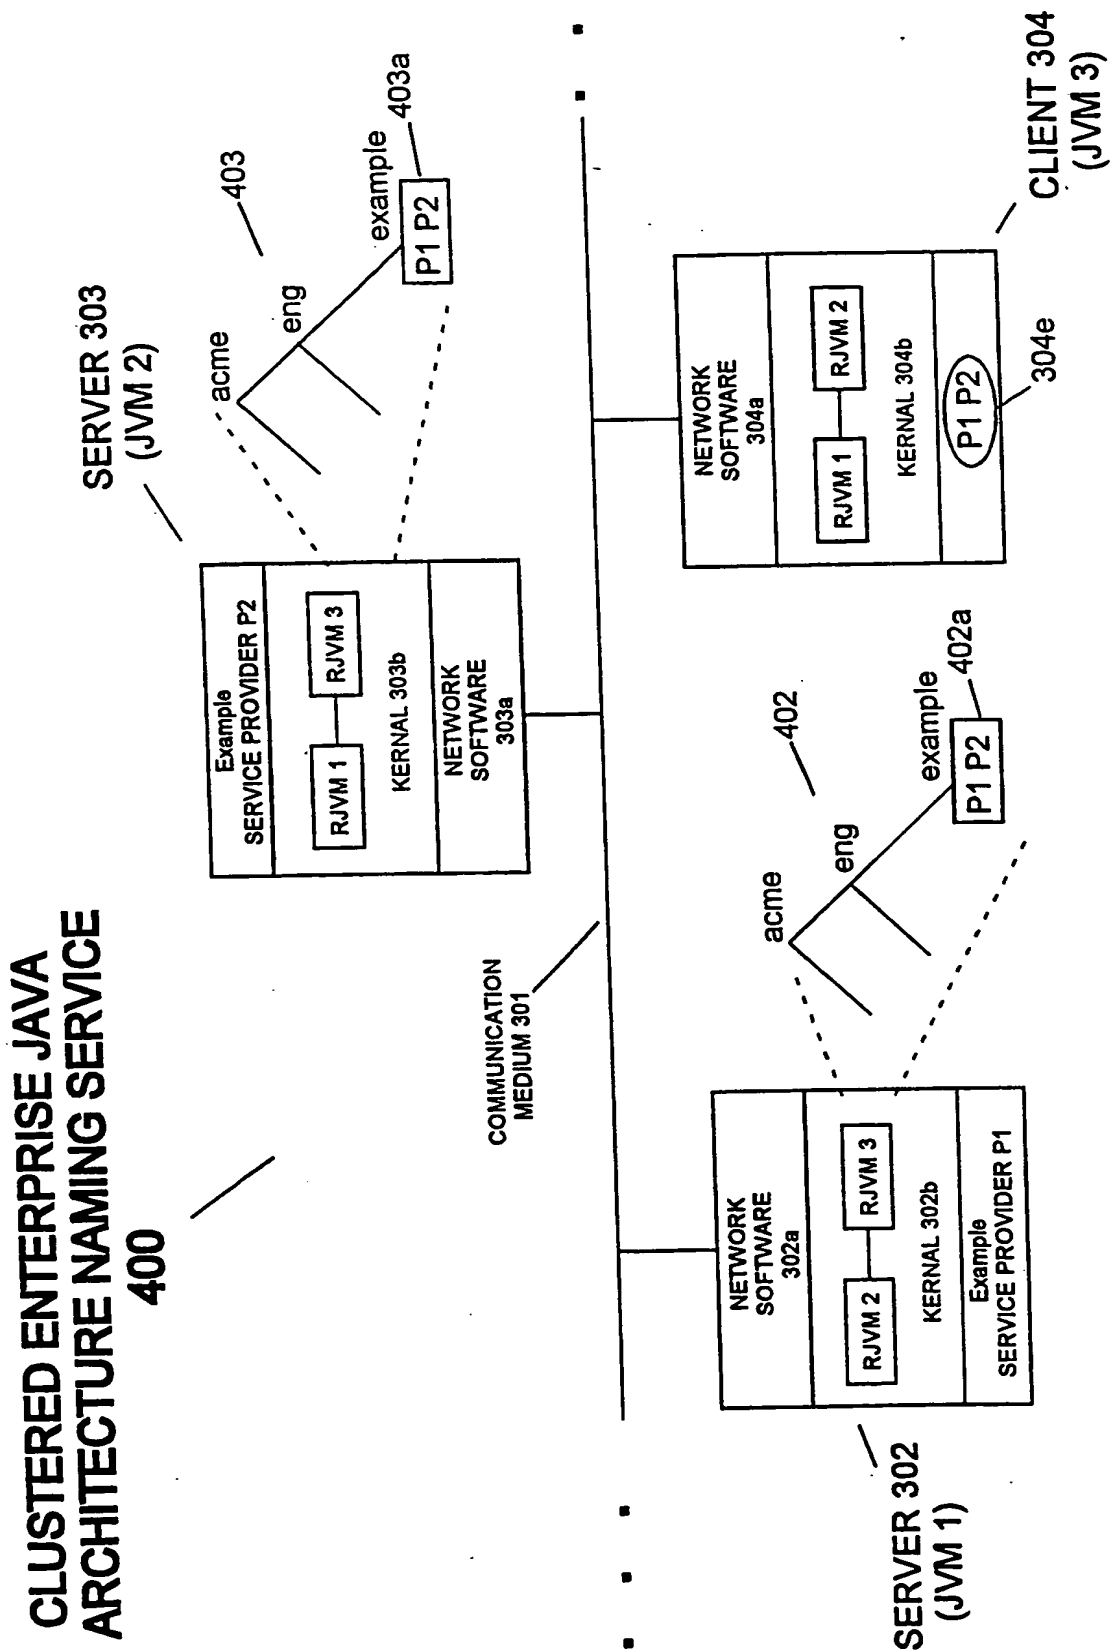 CLUSTERED ENTERPRISE JAVA
ARCHITECTURE NAMING SERVICE
400
SERVER 303
(JVM 2)
acme
eng
403
example
P1 P2
403a
Example
SERVICE PROVIDER P2
RJVM 1
RJVM 3
KERNAL 303b
NETWORK
SOFTWARE
303a
COMMUNICATION
MEDIUM 301
SERVER 302
(JVM 1)
NETWORK
SOFTWARE
302a
RJVM 2
RJVM 3
KERNAL 302b
Example
SERVICE PROVIDER P1
acme
eng
402
example
P1 P2
402a
NETWORK
SOFTWARE
304a
RJVM 1
RJVM 2
KERNAL 304b
P1 P2
304e
CLIENT 304
(JVM 3)